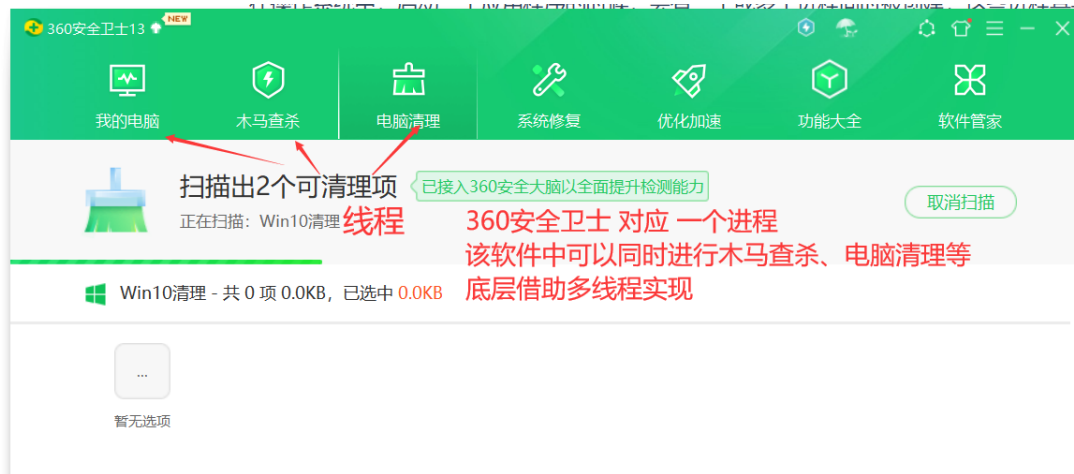 360安全卫士13
NEW
我的电脑 木马查杀 电脑清理 系统修复 优化加速 功能大全 软件管家
扫描出2个可清理项 已接入360安全大脑以全面提升检测能力
取消扫描
正在扫描：Win10清理 线程
360安全卫士 对应 一个进程
该软件中可以同时进行木马查杀、电脑清理等
底层借助多线程实现
Win10清理 - 共 0 项 0.0KB，已选中 0.0KB
...
暂无选项